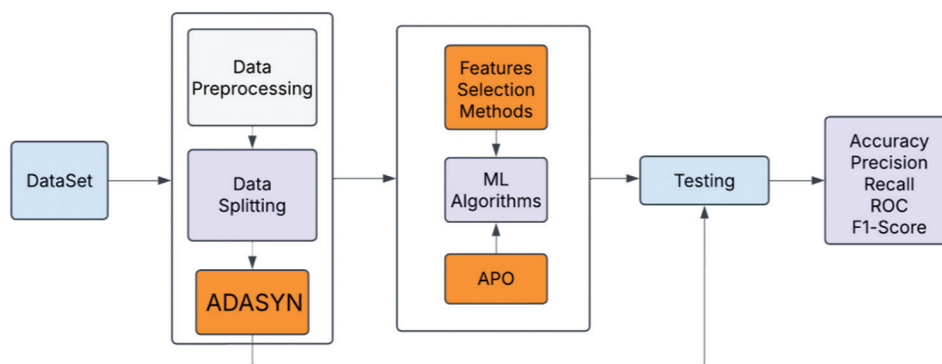 DataSet
Data
Preprocessing
Data
Splitting
ADASYN
Features
Selection
Methods
ML
Algorithms
APO
Testing
Accuracy
Precision
Recall
ROC
F1-Score